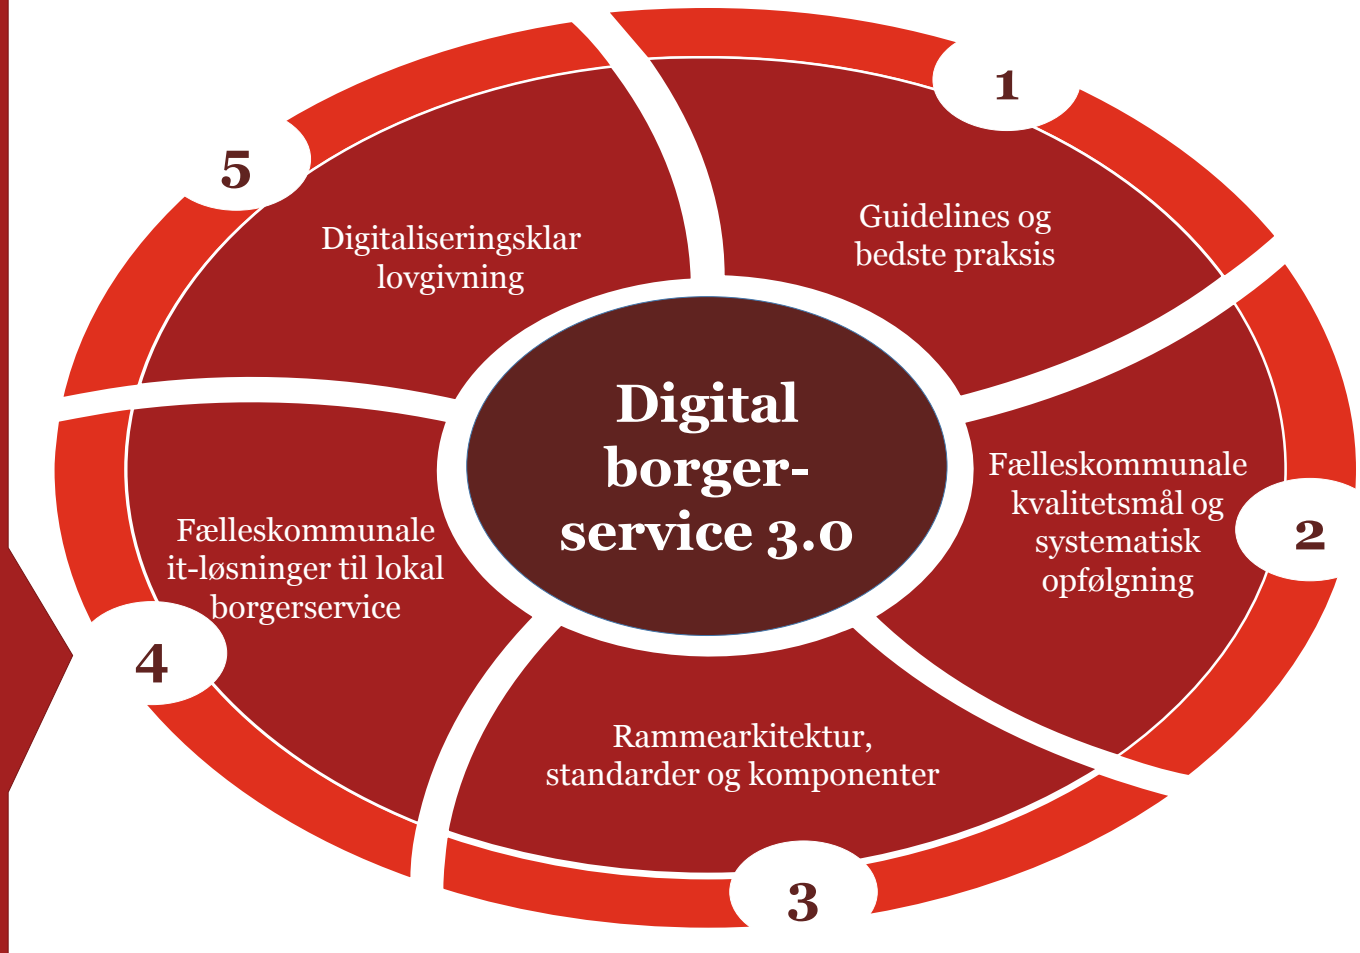 Digital
borger-
service 3.0
1
Guidelines og
bedste praksis
2
Fælleskommunale
kvalitetsmål og
systematisk
opfølgning
3
Rammearkitektur,
standarder og komponenter
4
Fælleskommunale
it-løsninger til lokal
borgerservice
5
Digitaliseringsklar
lovgivning